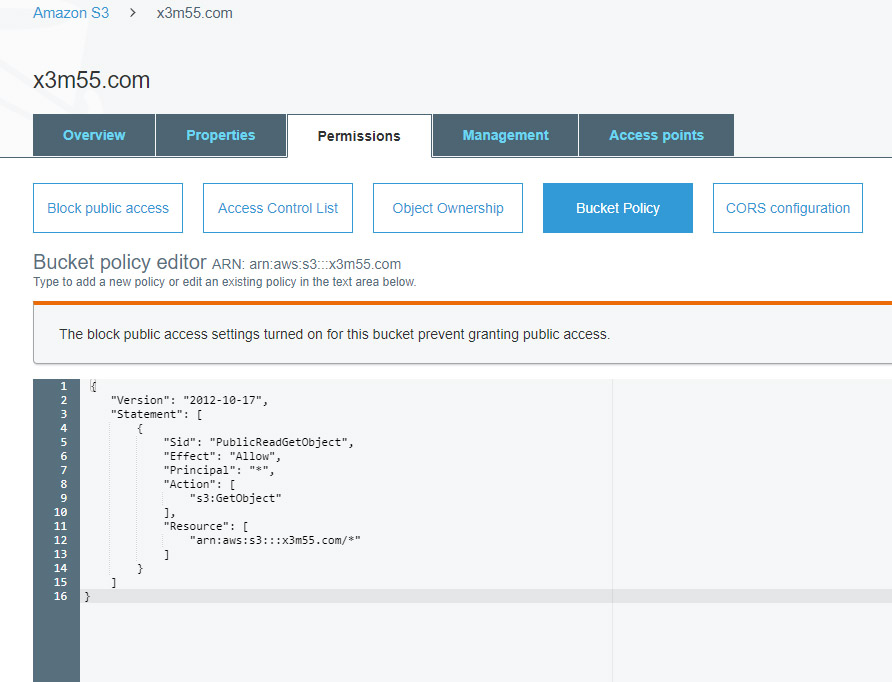 Amazon S3 > x3m55.com
x3m55.com
Overview Properties Permissions Management Access points
Block public access Access Control List Object Ownership Bucket Policy CORS configuration
Bucket policy editor ARN: arn:aws:s3:::x3m55.com
Type to add a new policy or edit an existing policy in the text area below.
The block public access settings turned on for this bucket prevent granting public access.
1 {
2 "Version": "2012-10-17",
3 "Statement": [
4 {
5 "Sid": "PublicReadGetObject",
6 "Effect": "Allow",
7 "Principal": "*",
8 "Action": [
9 "s3:GetObject"
10 ],
11 "Resource": [
12 "arn:aws:s3:::x3m55.com/*"
13 ]
14 }
15 ]
16 }